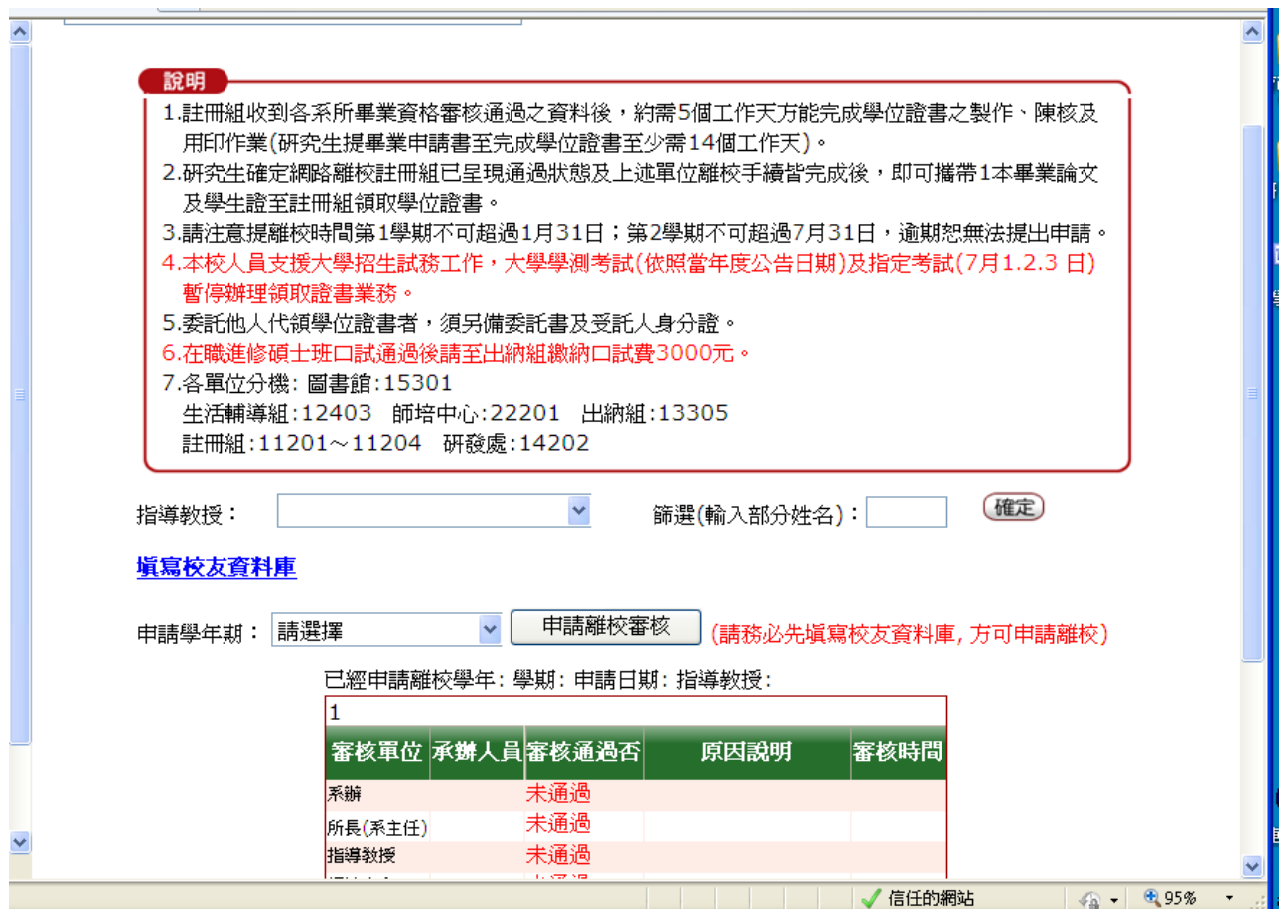 說明
1.註冊組收到各系所畢業資格審核通過之資料後，約需5個工作天方能完成學位證書之製作、陳核及
用印作業(研究生提畢業申請書至完成學位證書至少需14個工作天)。
2.研究生確定網路離校註冊組已呈現通過狀態及上述單位離校手續皆完成後，即可攜帶1本畢業論文
及學生證至註冊組領取學位證書。
3.請注意提離校時間第1學期不可超過1月31日；第2學期不可超過7月31日，逾期恕無法提出申請。
4.本校人員支援大學招生試務工作，大學學測考試(依照當年度公告日期)及指定考試(7月1.2.3 日)
暫停辦理領取證書業務。
5.委託他人代領學位證書者，須另備委託書及受託人身分證。
6.在職進修碩士班口試通過後請至出納組繳納口試費3000元。
7.各單位分機: 圖書館:15301
生活輔導組:12403 師培中心:22201 出納組:13305
註冊組:11201～11204 研發處:14202
指導教授： 篩選(輸入部分姓名)： 確定
填寫校友資料庫
申請學年期： 請選擇 申請離校審核 (請務必先填寫校友資料庫, 方可申請離校)
已經申請離校學年: 學期: 申請日期: 指導教授:
1
審核單位 承辦人員 審核通過否 原因說明 審核時間
系辦 未通過
所長(系主任) 未通過
指導教授 未通過
信任的網站 95%